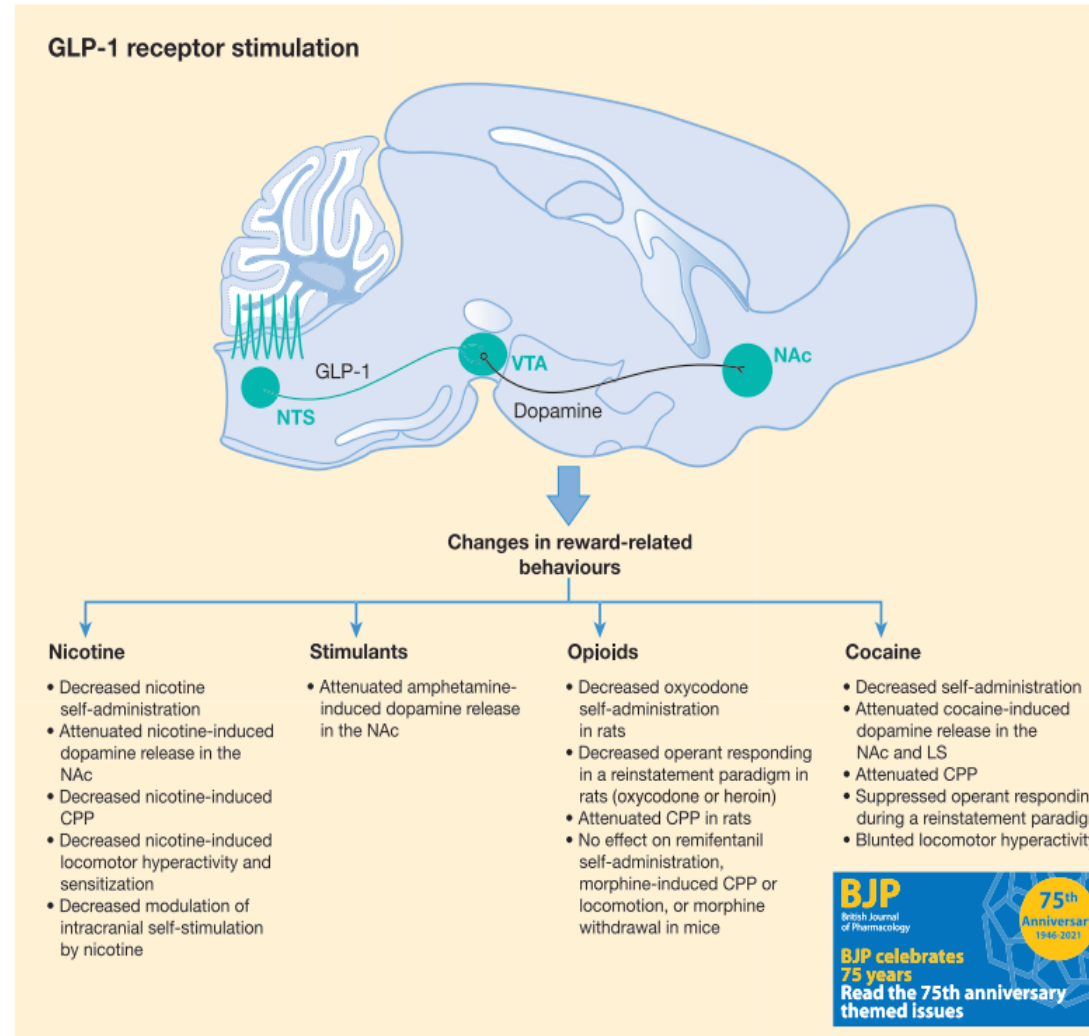 GLP-1 receptor stimulation
GLP-1
NTS
VTA
Dopamine
NAc
Changes in reward-related
behaviours
Nicotine
• Decreased nicotine
self-administration
• Attenuated nicotine-induced
dopamine release in the
NAc
• Decreased nicotine-induced
CPP
• Decreased nicotine-induced
locomotor hyperactivity and
sensitization
• Decreased modulation of
intracranial self-stimulation
by nicotine
Stimulants
• Attenuated amphetamine-
induced dopamine release
in the NAc
Opioids
• Decreased oxycodone
self-administration
in rats
• Decreased operant responding
in a reinstatement paradigm in
rats (oxycodone or heroin)
• Attenuated CPP in rats
• No effect on remifentanil
self-administration,
morphine-induced CPP or
locomotion, or morphine
withdrawal in mice
Cocaine
• Decreased self-administration
• Attenuated cocaine-induced
dopamine release in the
NAc and LS
• Attenuated CPP
• Suppressed operant respondin
during a reinstatement paradig
• Blunted locomotor hyperactivit
BJP
British Journal
of Pharmacology
75th
Anniversar
1946-2021
BJP celebrates
75 years
Read the 75th anniversary
themed issues